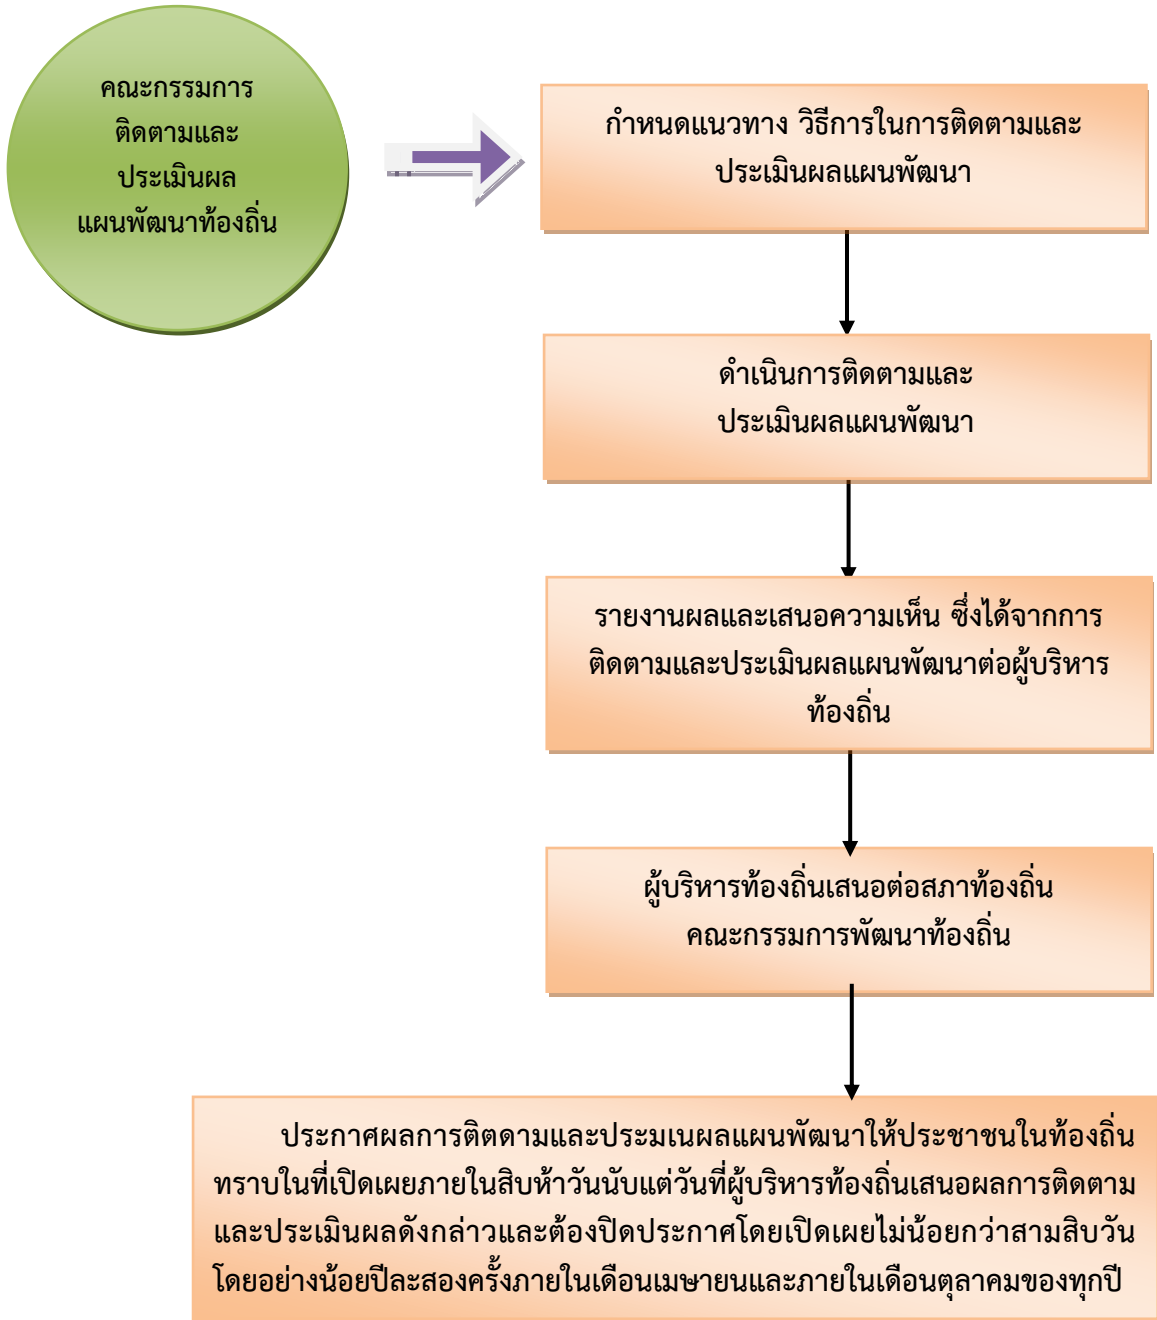 คณะกรรมการ
ติดตามและ
ประเมินผล
แผนพัฒนาท้องถิ่น
กำหนดแนวทาง วิธีการในการติดตามและ
ประเมินผลแผนพัฒนา
ดำเนินการติดตามและ
ประเมินผลแผนพัฒนา
รายงานผลและเสนอความเห็น ซึ่งได้จากการ
ติดตามและประเมินผลแผนพัฒนาต่อผู้บริหาร
ท้องถิ่น
ผู้บริหารท้องถิ่นเสนอต่อสภาท้องถิ่น
คณะกรรมการพัฒนาท้องถิ่น
ประกาศผลการติตดามและประมเนผลแผนพัฒนาให้ประชาชนในท้องถิ่น
ทราบในที่เปิดเผยภายในสิบห้าวันนับแต่วันที่ผู้บริหารท้องถิ่นเสนอผลการติดตาม
และประเมินผลดังกล่าวและต้องปิดประกาศโดยเปิดเผยไม่น้อยกว่าสามสิบวัน
โดยอย่างน้อยปีละสองครั้งภายในเดือนเมษายนและภายในเดือนตุลาคมของทุกปี